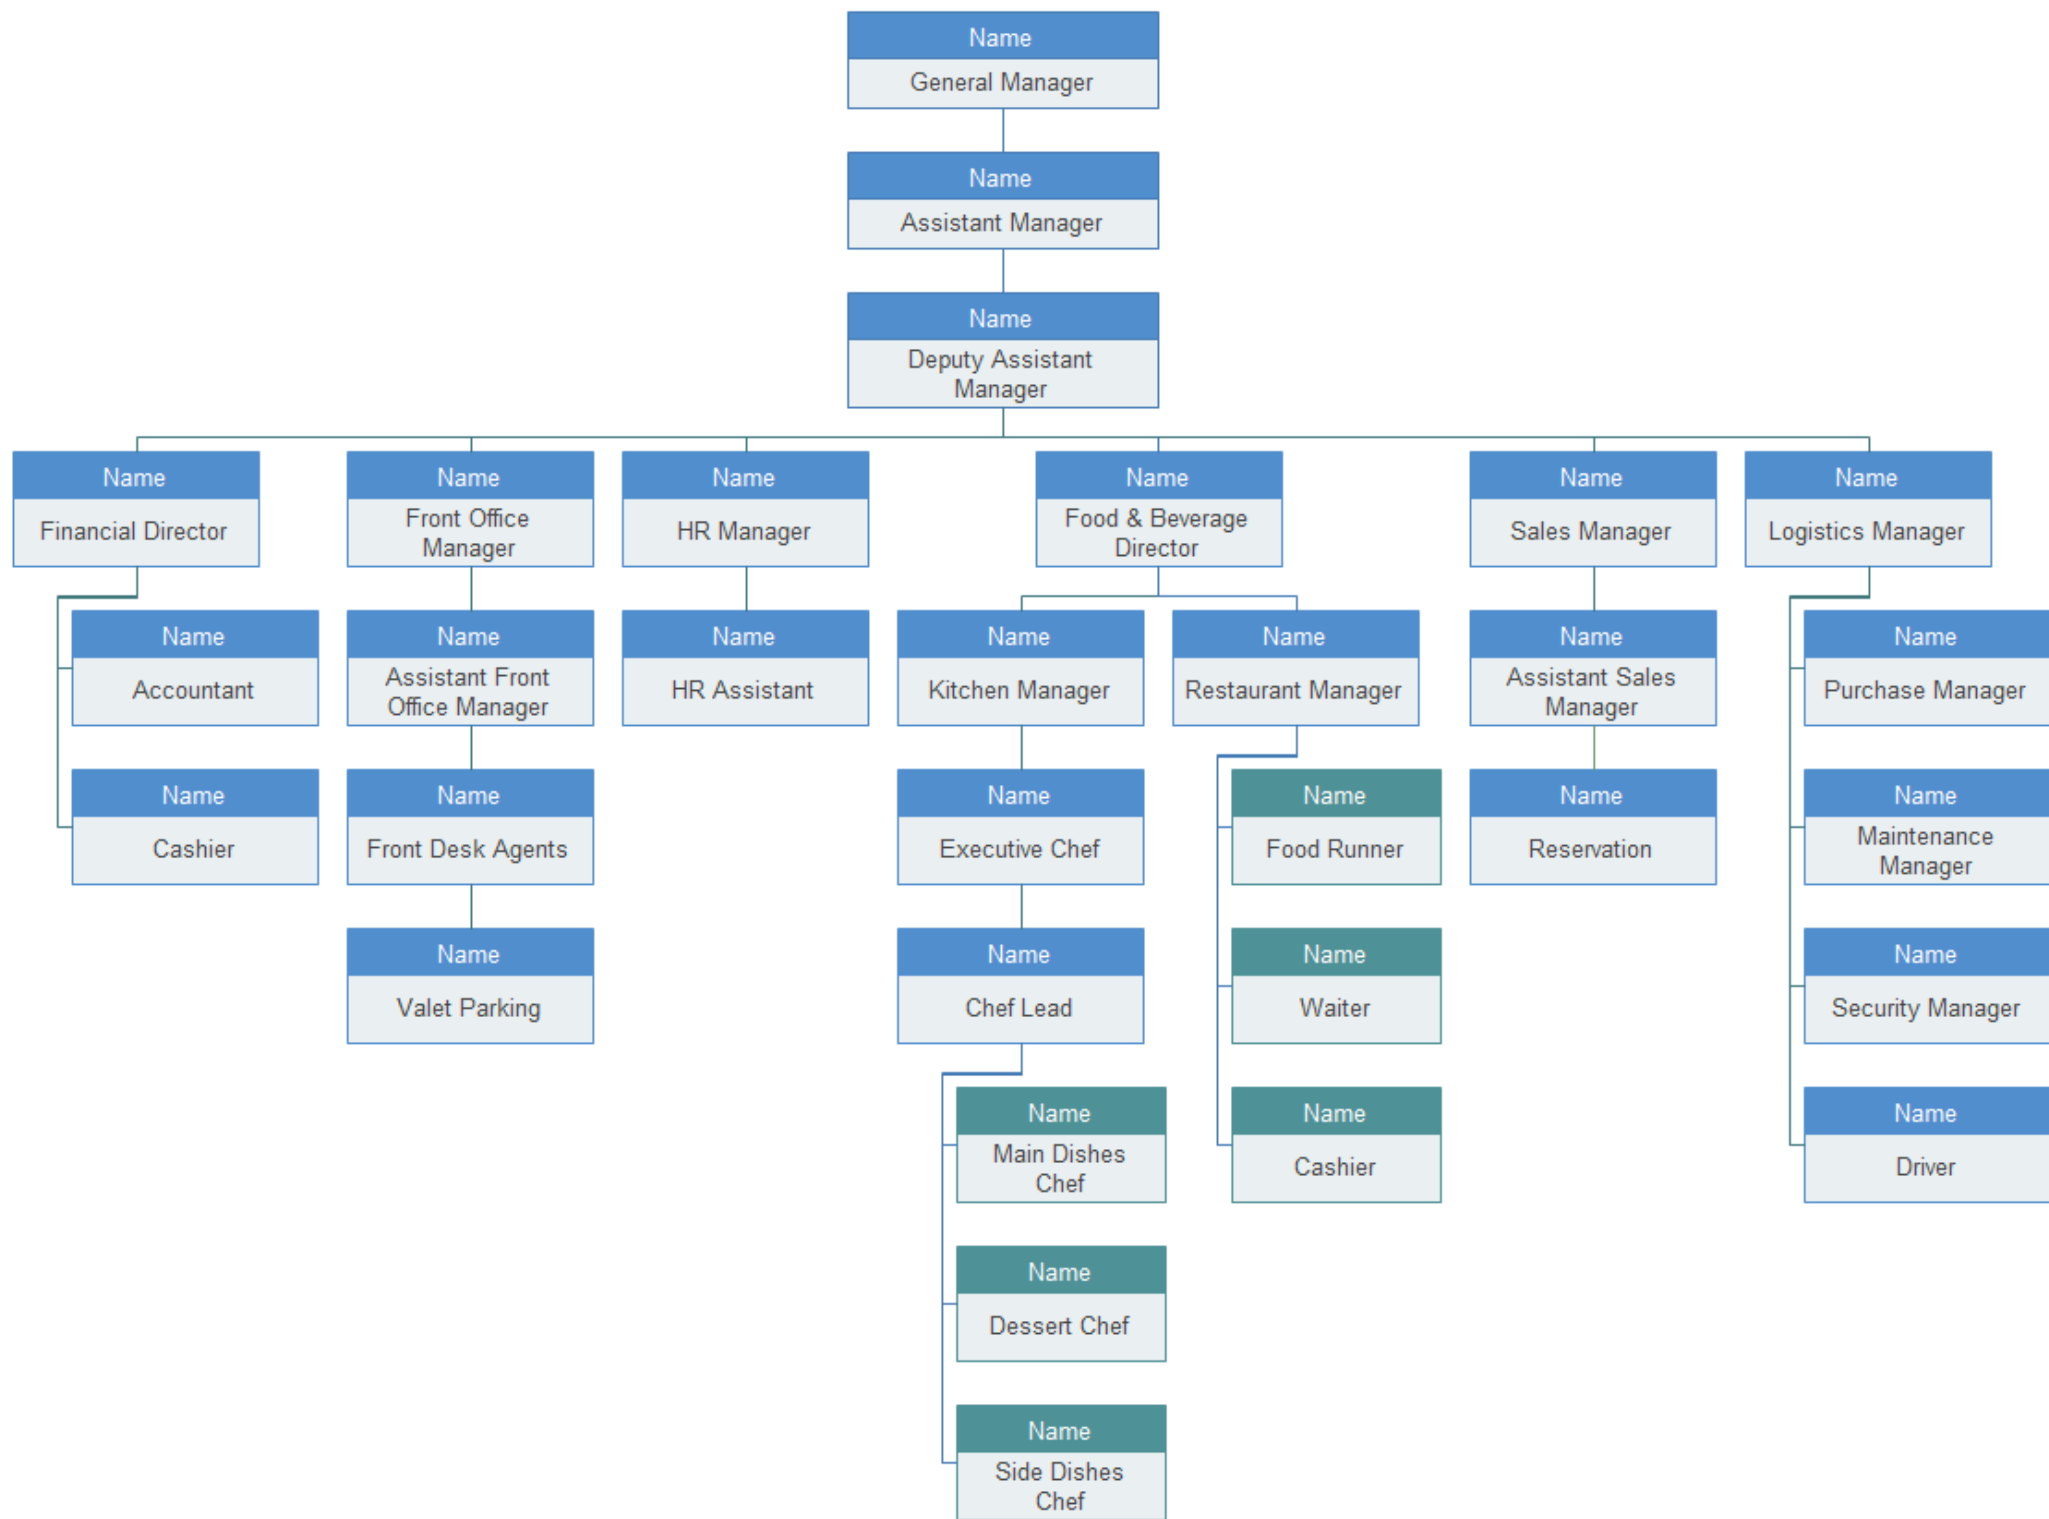 Name
General Manager
Name
Assistant Manager
Name
Deputy Assistant
Manager
Name
Financial Director
Name
Front Office
Manager
Name
HR Manager
Name
Food & Beverage
Director
Name
Sales Manager
Name
Logistics Manager
Name
Accountant
Name
Assistant Front
Office Manager
Name
HR Assistant
Name
Kitchen Manager
Name
Restaurant Manager
Name
Assistant Sales
Manager
Name
Purchase Manager
Name
Cashier
Name
Front Desk Agents
Name
Executive Chef
Name
Food Runner
Name
Reservation
Name
Maintenance
Manager
Name
Valet Parking
Name
Chef Lead
Name
Waiter
Name
Security Manager
Name
Main Dishes
Chef
Name
Cashier
Name
Driver
Name
Dessert Chef
Name
Side Dishes
Chef